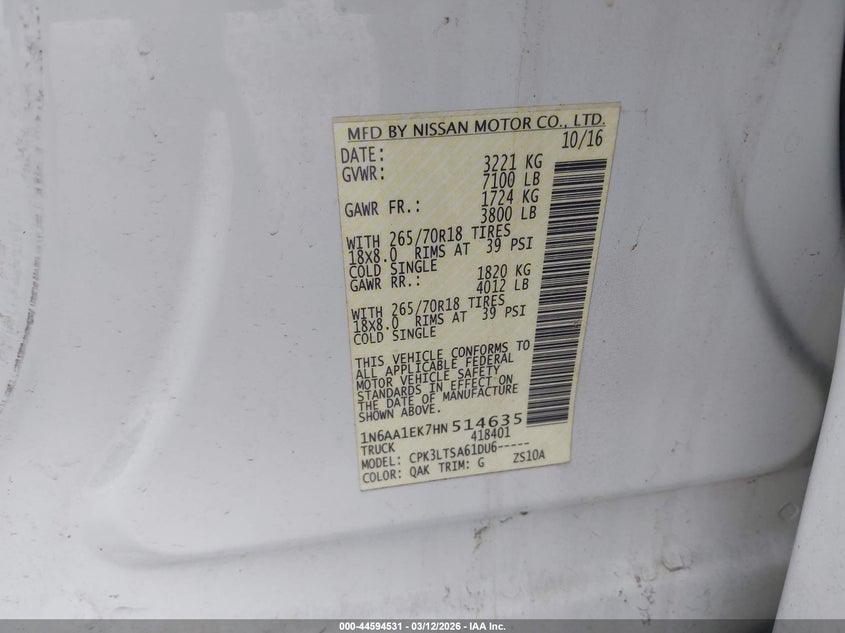 MFD BY NISSAN MOTOR CO., LTD.
DATE: 10/16
GVWR: 3221 KG
7100 LB
GAWR FR.: 1724 KG
3800 LB
WITH 265/70R18 TIRES
18X8.0 RIMS AT 39 PSI
COLD SINGLE
GAWR RR.: 1820 KG
4012 LB
WITH 265/70R18 TIRES
18X8.0 RIMS AT 39 PSI
COLD SINGLE
THIS VEHICLE CONFORMS TO
ALL APPLICABLE FEDERAL
MOTOR VEHICLE SAFETY
STANDARDS IN EFFECT ON
THE DATE OF MANUFACTURE
SHOWN ABOVE.
1N6AA1EK7HN514635
TRUCK 418401
MODEL: CPK3LTSA61DU6-----
COLOR: QAK TRIM: G ZS10A
000-44594531 - 03/12/2026 - IAA Inc.